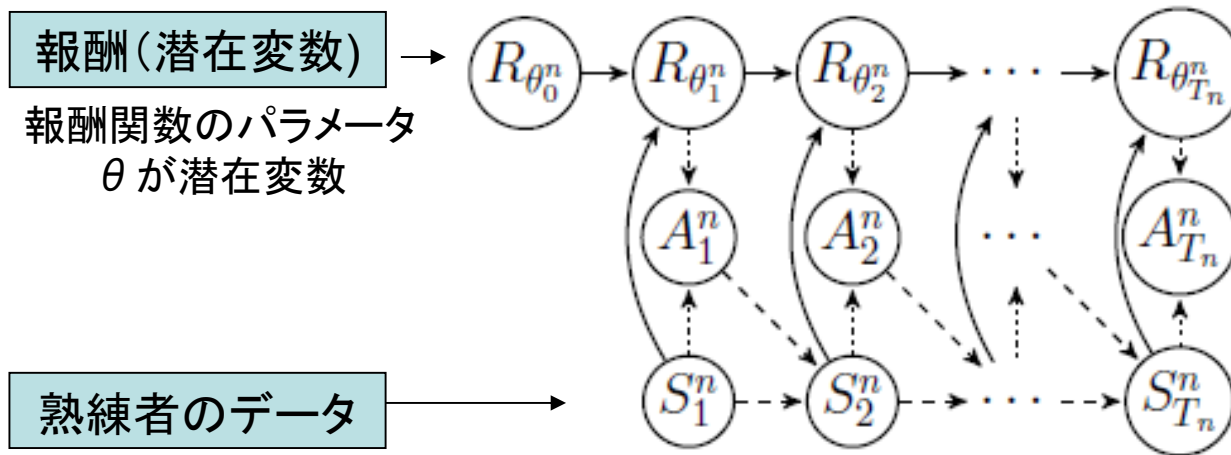 報酬(潜在変数)
報酬関数のパラメータ
θが潜在変数
R_{θ_0^n} R_{θ_1^n} R_{θ_2^n} ・・・ R_{θ_{T_n}^n}
A_1^n A_2^n ・・・ A_{T_n}^n
熟練者のデータ
S_1^n S_2^n ・・・ S_{T_n}^n